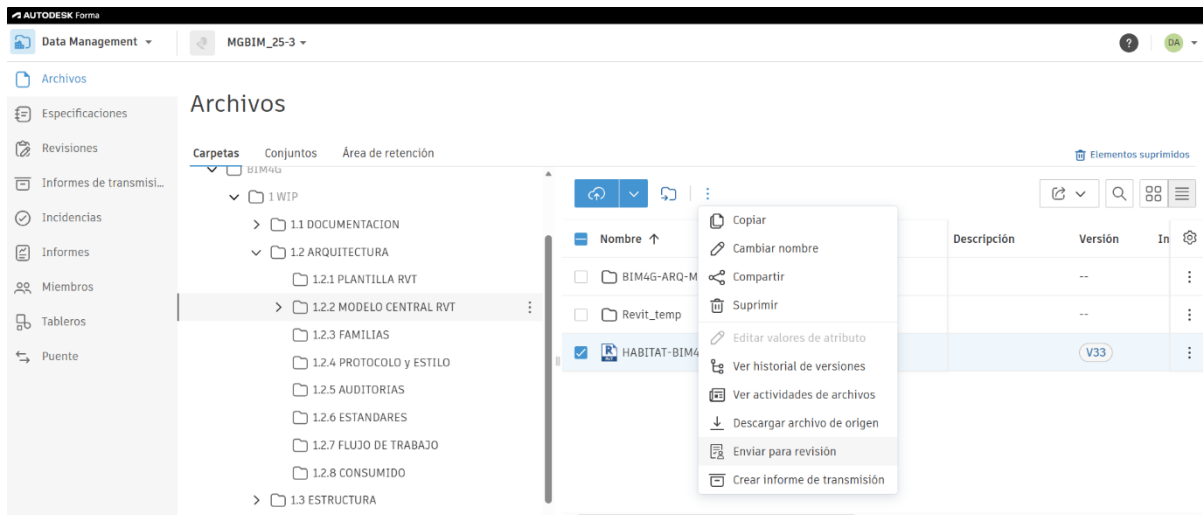 AUTODESK Forma
Data Management
MGBIM_25-3
?
DA
Archivos
Especificaciones
Revisiones
Informes de transmisi...
Incidencias
Informes
Miembros
Tableros
Puente
Archivos
Carpetas Conjuntos Área de retención
Elementos suprimidos
BIM4G
1 WIP
1.1 DOCUMENTACION
1.2 ARQUITECTURA
1.2.1 PLANTILLA RVT
1.2.2 MODELO CENTRAL RVT
1.2.3 FAMILIAS
1.2.4 PROTOCOLO y ESTILO
1.2.5 AUDITORIAS
1.2.6 ESTANDARES
1.2.7 FLUJO DE TRABAJO
1.2.8 CONSUMIDO
1.3 ESTRUCTURA
Nombre Descripción Versión In
BIM4G-ARQ-M --
Revit_temp --
HABITAT-BIM4 V33
Copiar
Cambiar nombre
Compartir
Suprimir
Editar valores de atributo
Ver historial de versiones
Ver actividades de archivos
Descargar archivo de origen
Enviar para revisión
Crear informe de transmisión